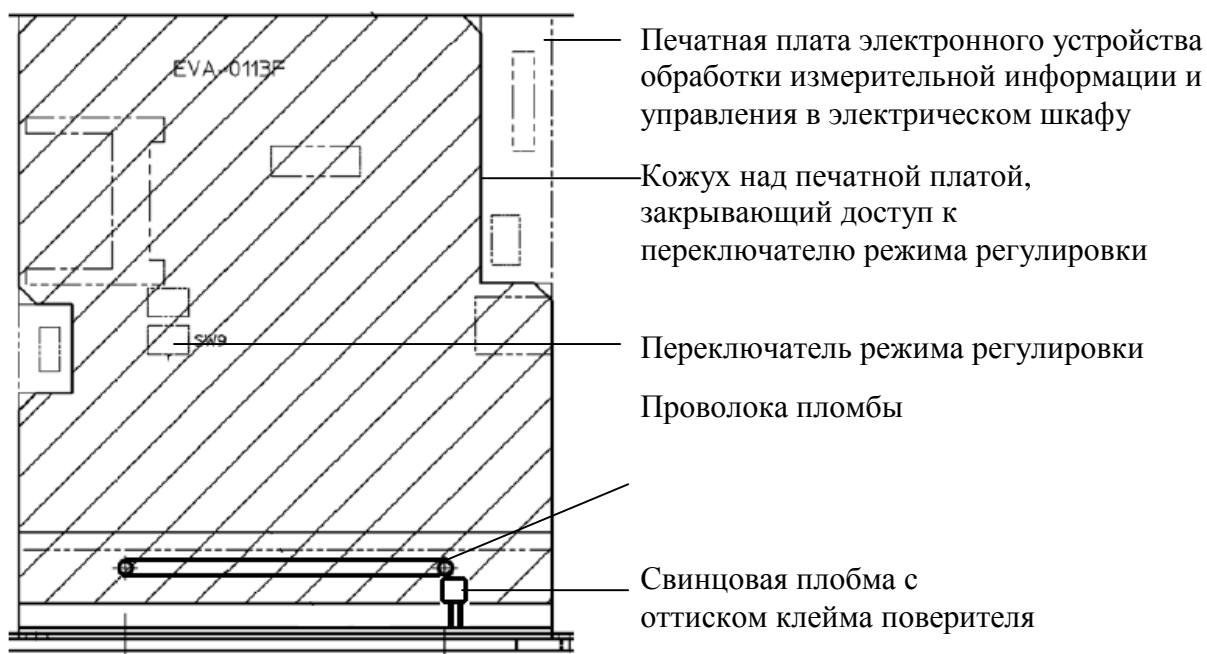 Печатная плата электронного устройства
обработки измерительной информации и
управления в электрическом шкафу
EVA-0113F
Кожух над печатной платой,
закрывающий доступ к
переключателю режима регулировки
SW9
Переключатель режима регулировки
Проволока пломбы
Свинцовая плобма с
оттиском клейма поверителя